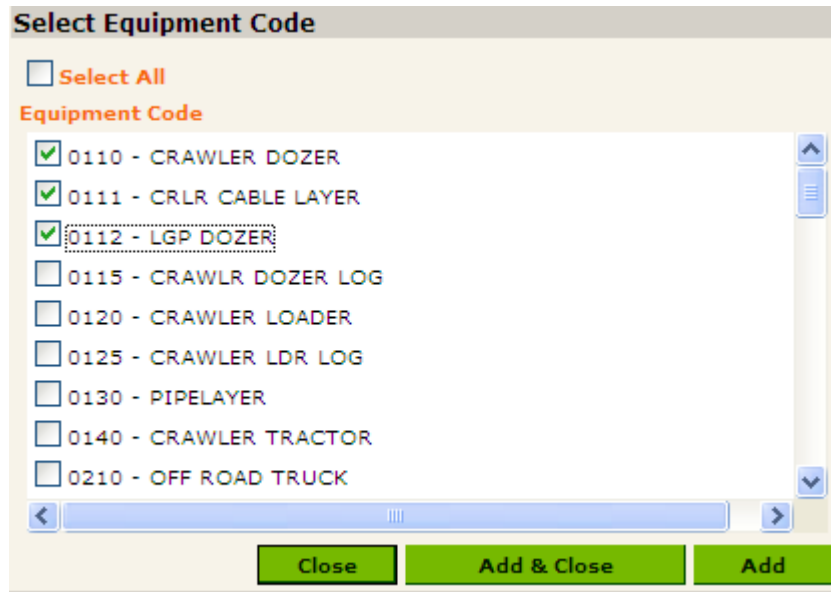 Select Equipment Code
Select All
Equipment Code
0110 - CRAWLER DOZER
0111 - CRLR CABLE LAYER
0112 - LGP DOZER
0115 - CRAWLR DOZER LOG
0120 - CRAWLER LOADER
0125 - CRAWLER LDR LOG
0130 - PIPELAYER
0140 - CRAWLER TRACTOR
0210 - OFF ROAD TRUCK
Close Add & Close Add